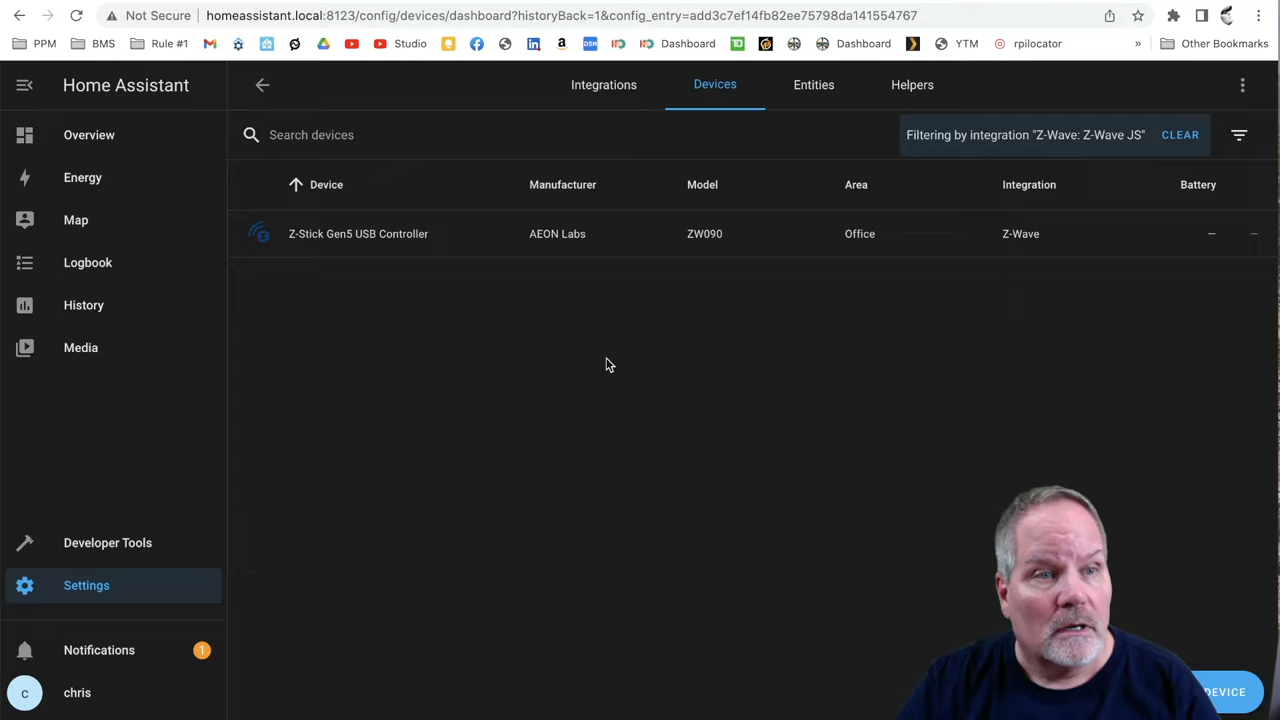 Not Secure
homeassistant.local:8123/config/devices/dashboard?historyBack=1&config_entry=add3c7ef14fb82ee75798da141554767
PPM BMS Rule #1 Studio DSM Dashboard Dashboard YTM rpilocator » Other Bookmarks
Home Assistant
Integrations Devices Entities Helpers
Overview
Energy
Map
Logbook
History
Media
Developer Tools
Settings
Notifications 1
c chris
Search devices
Filtering by integration "Z-Wave: Z-Wave JS" CLEAR
Device Manufacturer Model Area Integration Battery
Z-Stick Gen5 USB Controller AEON Labs ZW090 Office Z-Wave – –
DEVICE